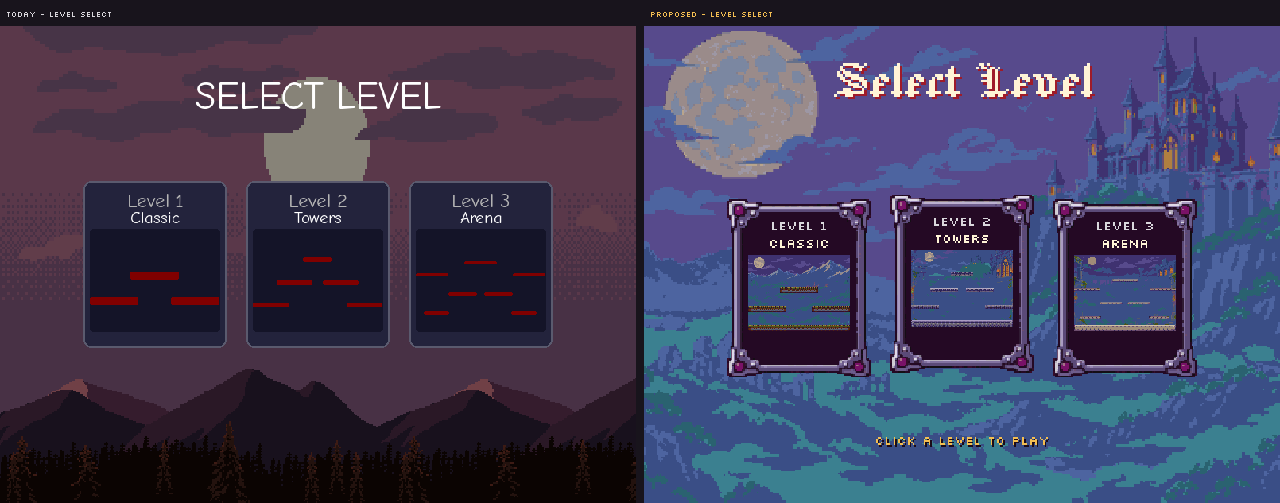 TODAY - LEVEL SELECT
SELECT LEVEL
Level 1
Classic
Level 2
Towers
Level 3
Arena
PROPOSED - LEVEL SELECT
Select Level
LEVEL 1
CLASSIC
LEVEL 2
TOWERS
LEVEL 3
ARENA
CLICK A LEVEL TO PLAY